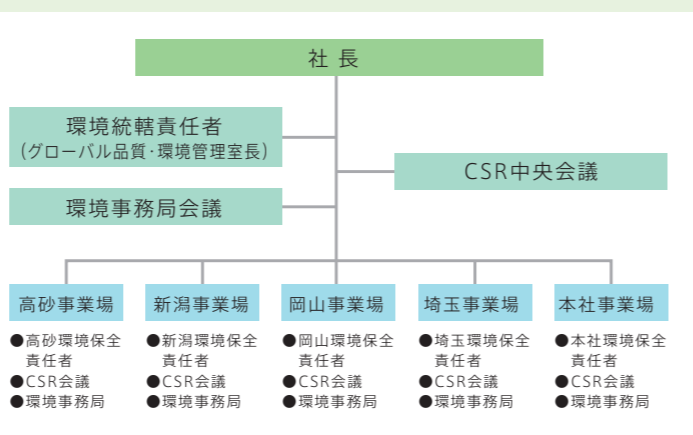 社 長
環境統轄責任者
(グローバル品質・環境管理室長)
CSR中央会議
環境事務局会議
高砂事業場
●高砂環境保全
責任者
●CSR会議
●環境事務局
新潟事業場
●新潟環境保全
責任者
●CSR会議
●環境事務局
岡山事業場
●岡山環境保全
責任者
●CSR会議
●環境事務局
埼玉事業場
●埼玉環境保全
責任者
●CSR会議
●環境事務局
本社事業場
●本社環境保全
責任者
●CSR会議
●環境事務局